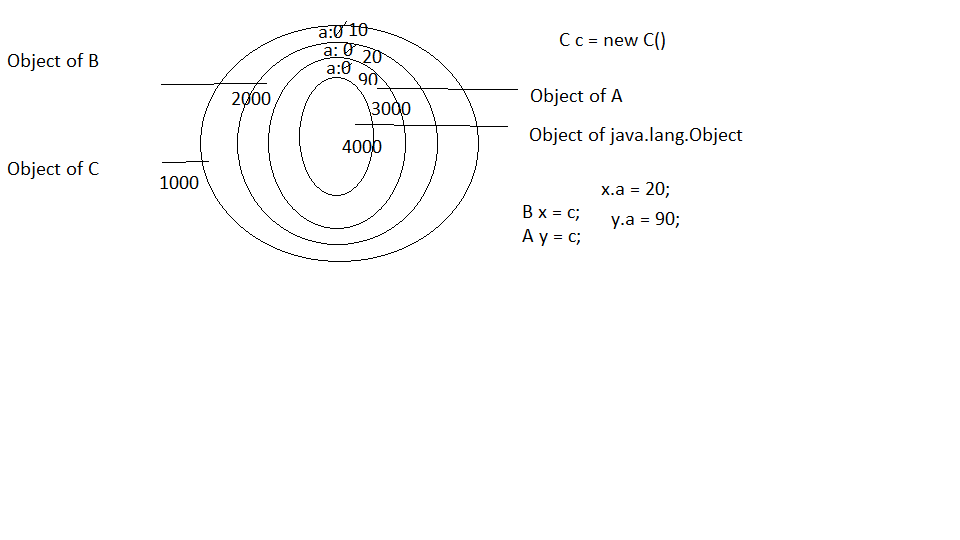 a:0 10
C c = new C()
a: 0 20
Object of B
a:0
90
Object of A
2000
3000
Object of java.lang.Object
4000
Object of C
1000
x.a = 20;
B x = c;
y.a = 90;
A y = c;